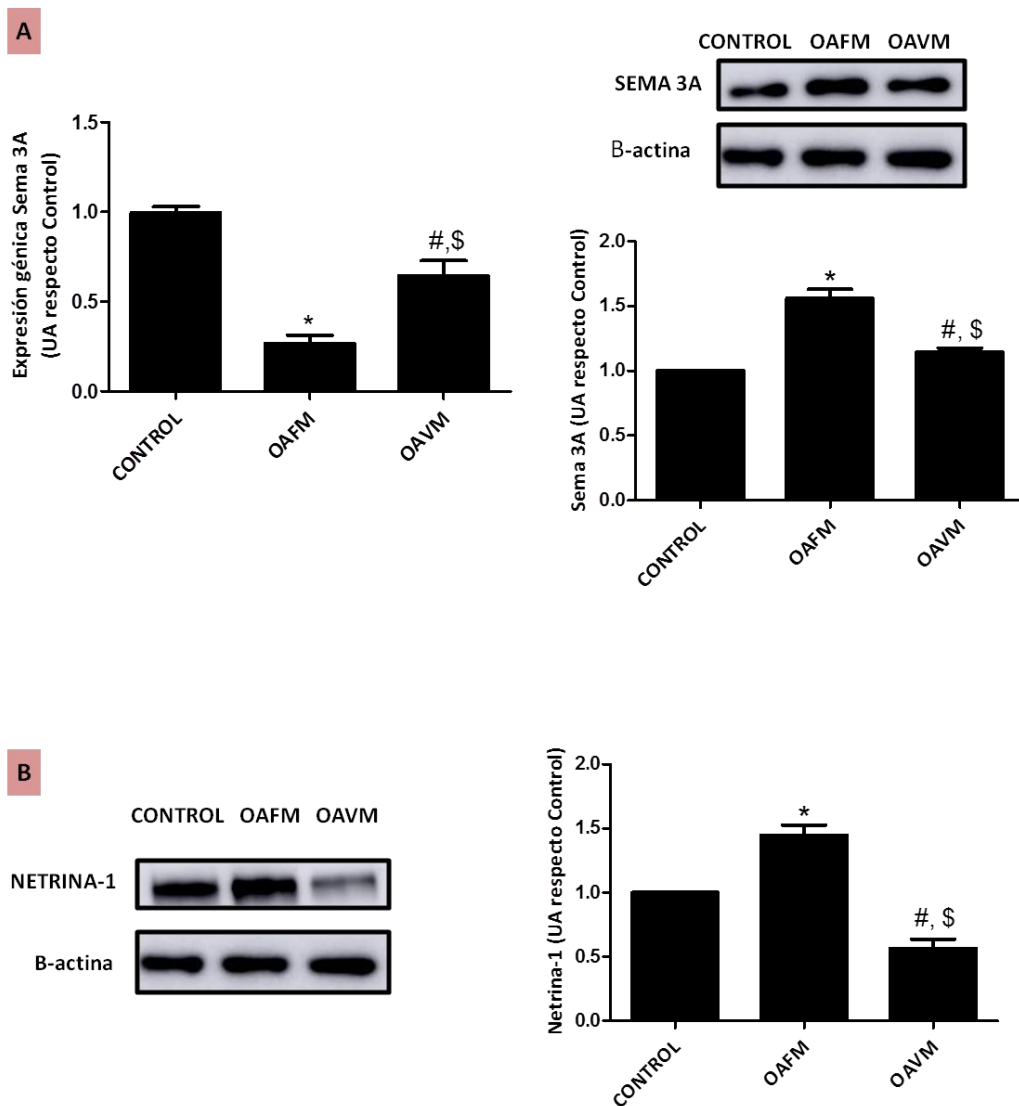 A
Expresión génica Sema 3A
(UA respecto Control)
1.5
1.0
0.5
0.0
*
#,$
CONTROL
OAFM
OAVM
CONTROL OAFM OAVM
SEMA 3A
B-actina
Sema 3A (UA respecto Control)
2.0
1.5
1.0
0.5
0.0
*
#, $
CONTROL
OAFM
OAVM
B
CONTROL OAFM OAVM
NETRINA-1
B-actina
Netrina-1 (UA respecto Control)
2.0
1.5
1.0
0.5
0.0
*
#, $
CONTROL
OAFM
OAVM